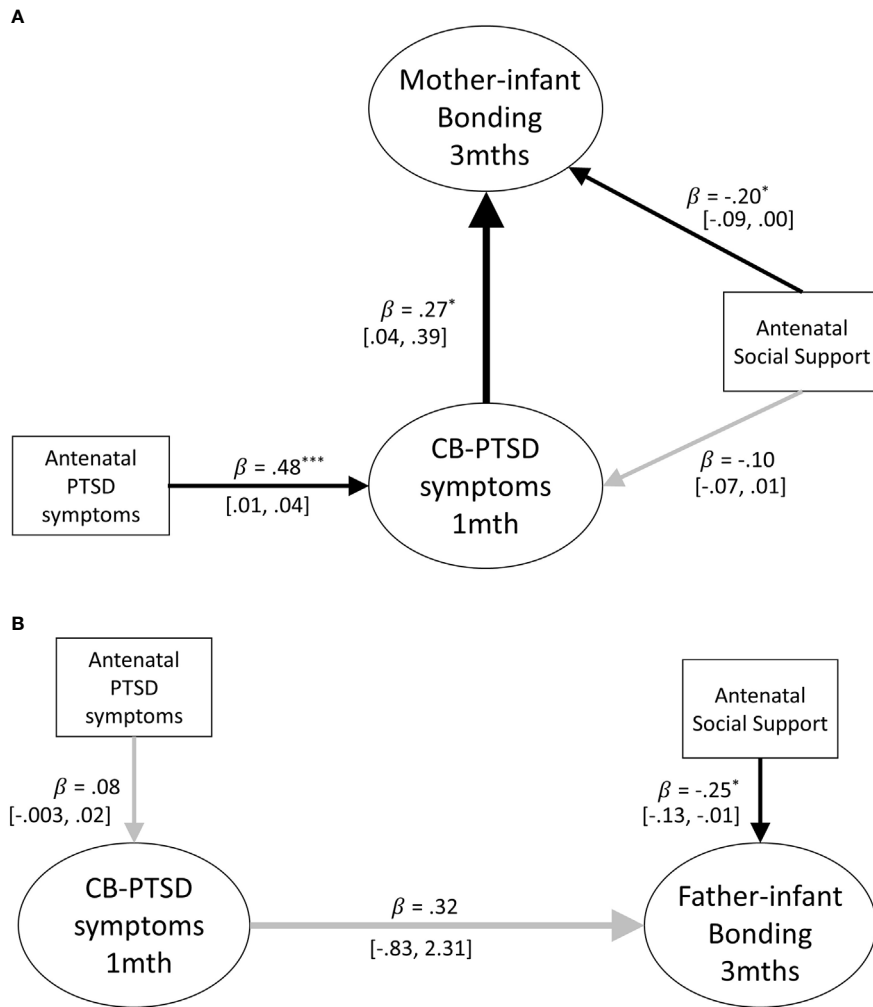 A
Mother-infant
Bonding
3mths
β = -.20*
[-.09, .00]
β = .27*
[.04, .39]
Antenatal
Social Support
Antenatal
PTSD
symptoms
β = .48***
[.01, .04]
CB-PTSD
symptoms
1mth
β = -.10
[-.07, .01]
B
Antenatal
PTSD
symptoms
Antenatal
Social Support
β = .08
[-.003, .02]
β = -.25*
[-.13, -.01]
CB-PTSD
symptoms
1mth
β = .32
[-.83, 2.31]
Father-infant
Bonding
3mths